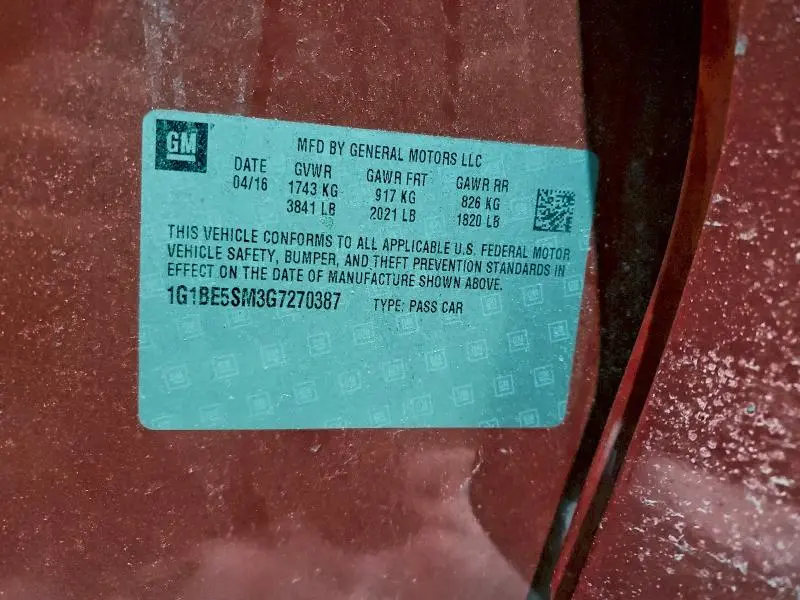 GM
MFD BY GENERAL MOTORS LLC
DATE GVWR GAWR FRT GAWR RR
04/16 1743 KG 917 KG 826 KG
3841 LB 2021 LB 1820 LB
THIS VEHICLE CONFORMS TO ALL APPLICABLE U.S. FEDERAL MOTOR
VEHICLE SAFETY, BUMPER, AND THEFT PREVENTION STANDARDS IN
EFFECT ON THE DATE OF MANUFACTURE SHOWN ABOVE.
1G1BE5SM3G7270387 TYPE: PASS CAR